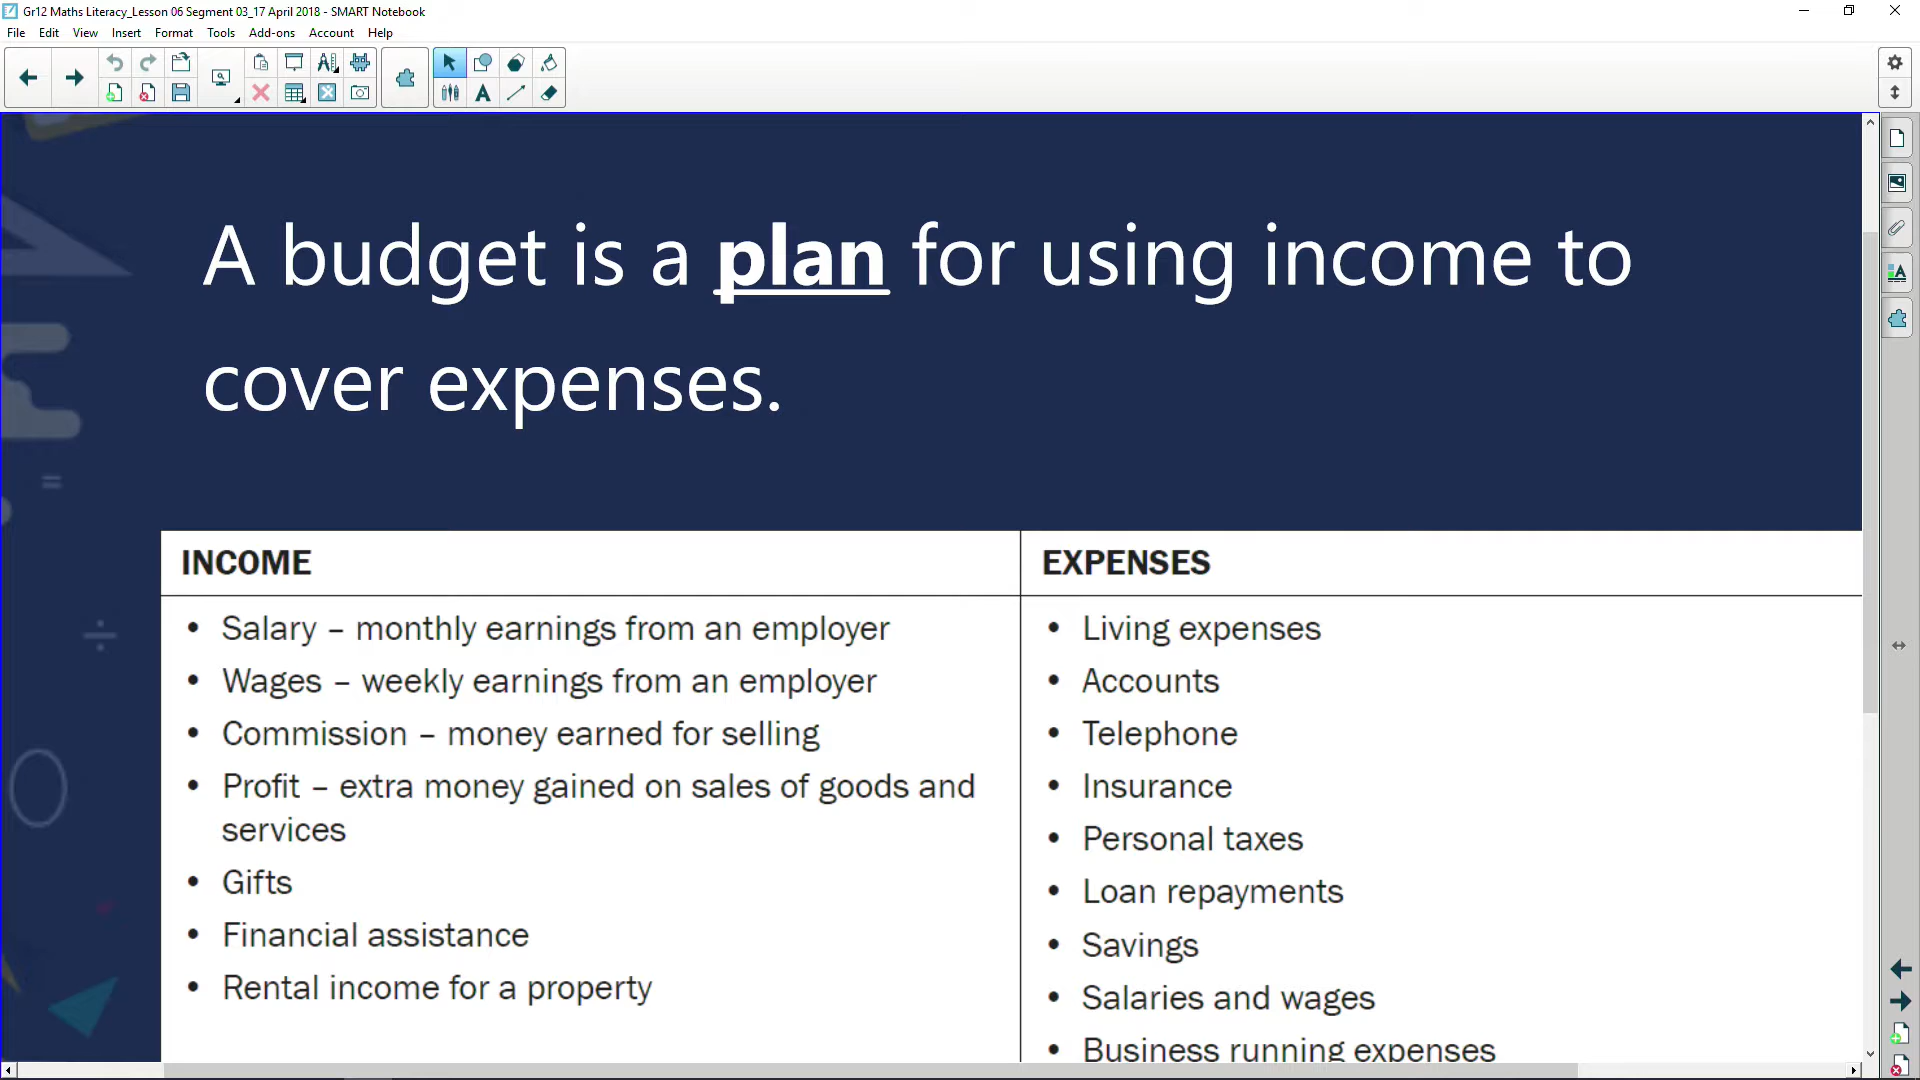 Gr12 Maths Literacy_Lesson 06 Segment 03_17 April 2018 - SMART Notebook
File Edit View Insert Format Tools Add-ons Account Help
A budget is a plan for using income to
cover expenses.
INCOME
• Salary – monthly earnings from an employer
• Wages – weekly earnings from an employer
• Commission – money earned for selling
• Profit – extra money gained on sales of goods and
services
• Gifts
• Financial assistance
• Rental income for a property
EXPENSES
• Living expenses
• Accounts
• Telephone
• Insurance
• Personal taxes
• Loan repayments
• Savings
• Salaries and wages
• Business running expenses